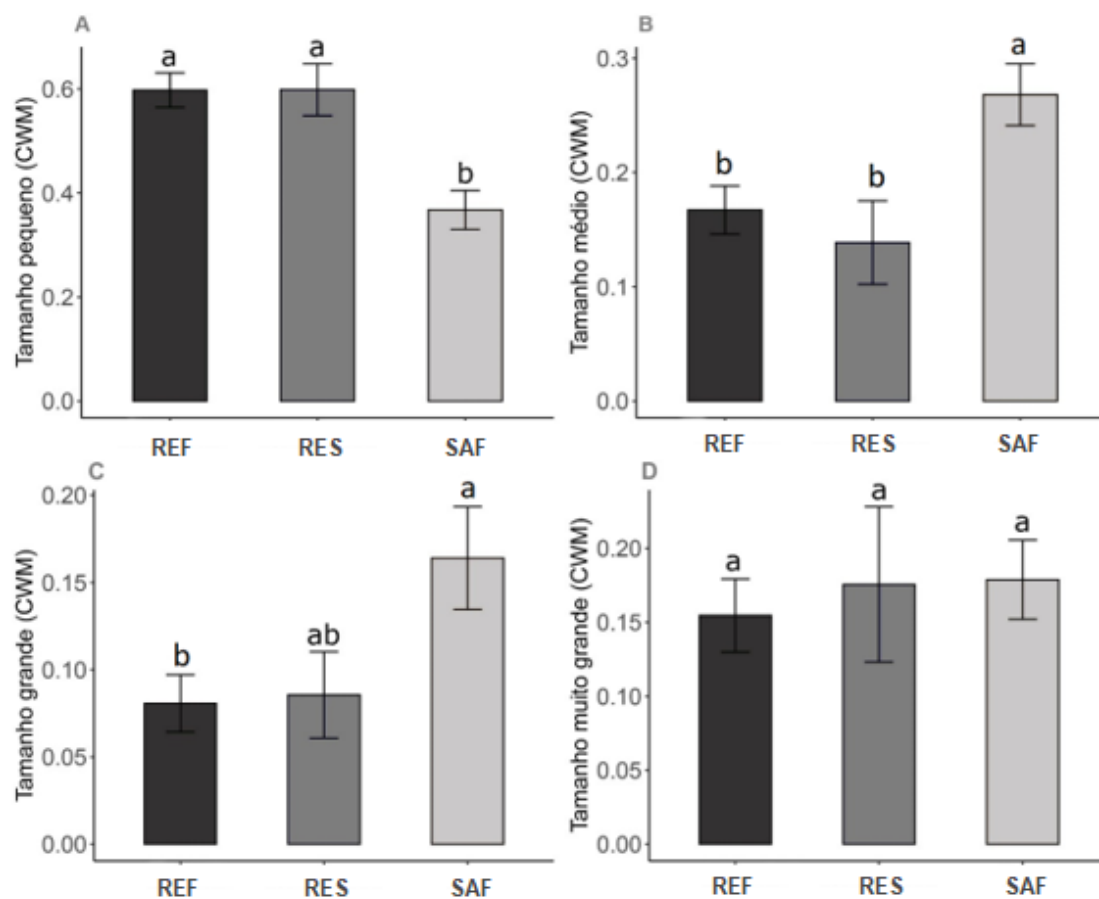 A
Tamanho pequeno (CWM)
0.6
0.4
0.2
0.0
a
a
b
REF
RES
SAF
B
Tamanho médio (CWM)
0.3
0.2
0.1
0.0
b
b
a
REF
RES
SAF
C
Tamanho grande (CWM)
0.20
0.15
0.10
0.05
0.00
b
ab
a
REF
RES
SAF
D
Tamanho muito grande (CWM)
0.20
0.15
0.10
0.05
0.00
a
a
a
REF
RES
SAF